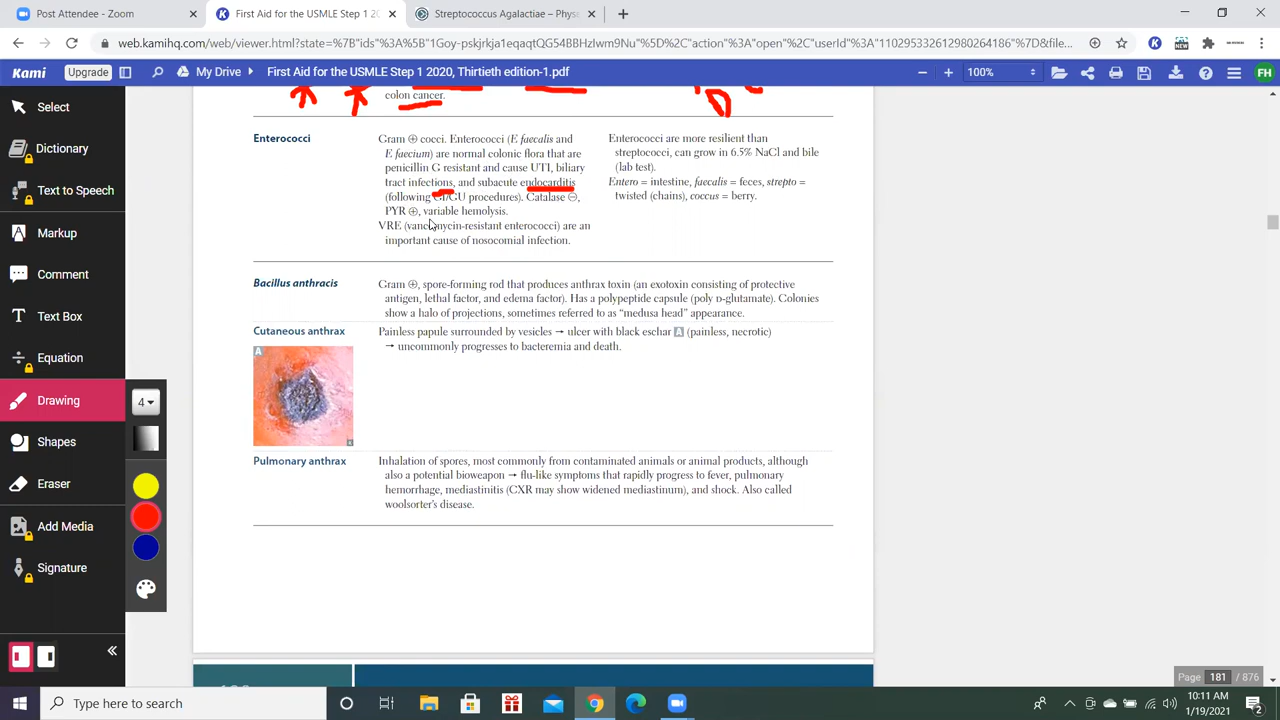 Post Attendee - Zoom
First Aid for the USMLE Step 1 2
Streptococcus Agalactiae – Phys
web.kamihq.com/web/viewer.html?state=%7B"ids"%3A%5B"1Goy-pskjrkja1eqaqtQG54BBHzlwm9Nu"%5D%2C"action"%3A"open"%2C"userId"%3A"110295332612980264186"%7D&file...
Kami
Upgrade
My Drive
First Aid for the USMLE Step 1 2020, Thirtieth edition-1.pdf
100%
FH
Select
Dictionary
Text to Speech
Markup
Comment
Text Box
Equation
Drawing
Shapes
Eraser
Add Media
Signature
4
colon cancer.
Enterococci
Gram ⊕ cocci. Enterococci (E faecalis and
E faecium) are normal colonic flora that are
penicillin G resistant and cause UTI, biliary
tract infections, and subacute endocarditis
(following GI/GU procedures). Catalase ⊖,
PYR ⊕, variable hemolysis.
VRE (vancomycin-resistant enterococci) are an
important cause of nosocomial infection.
Enterococci are more resilient than
streptococci, can grow in 6.5% NaCl and bile
(lab test).
Entero = intestine, faecalis = feces, strepto =
twisted (chains), coccus = berry.
Bacillus anthracis
Gram ⊕, spore-forming rod that produces anthrax toxin (an exotoxin consisting of protective
antigen, lethal factor, and edema factor). Has a polypeptide capsule (poly D-glutamate). Colonies
show a halo of projections, sometimes referred to as “medusa head” appearance.
Cutaneous anthrax
Painless papule surrounded by vesicles → ulcer with black eschar A (painless, necrotic)
→ uncommonly progresses to bacteremia and death.
A
Pulmonary anthrax
Inhalation of spores, most commonly from contaminated animals or animal products, although
also a potential bioweapon → flu-like symptoms that rapidly progress to fever, pulmonary
hemorrhage, mediastinitis (CXR may show widened mediastinum), and shock. Also called
woolsorter's disease.
Page 181 / 876
Type here to search
10:11 AM
1/19/2021
2